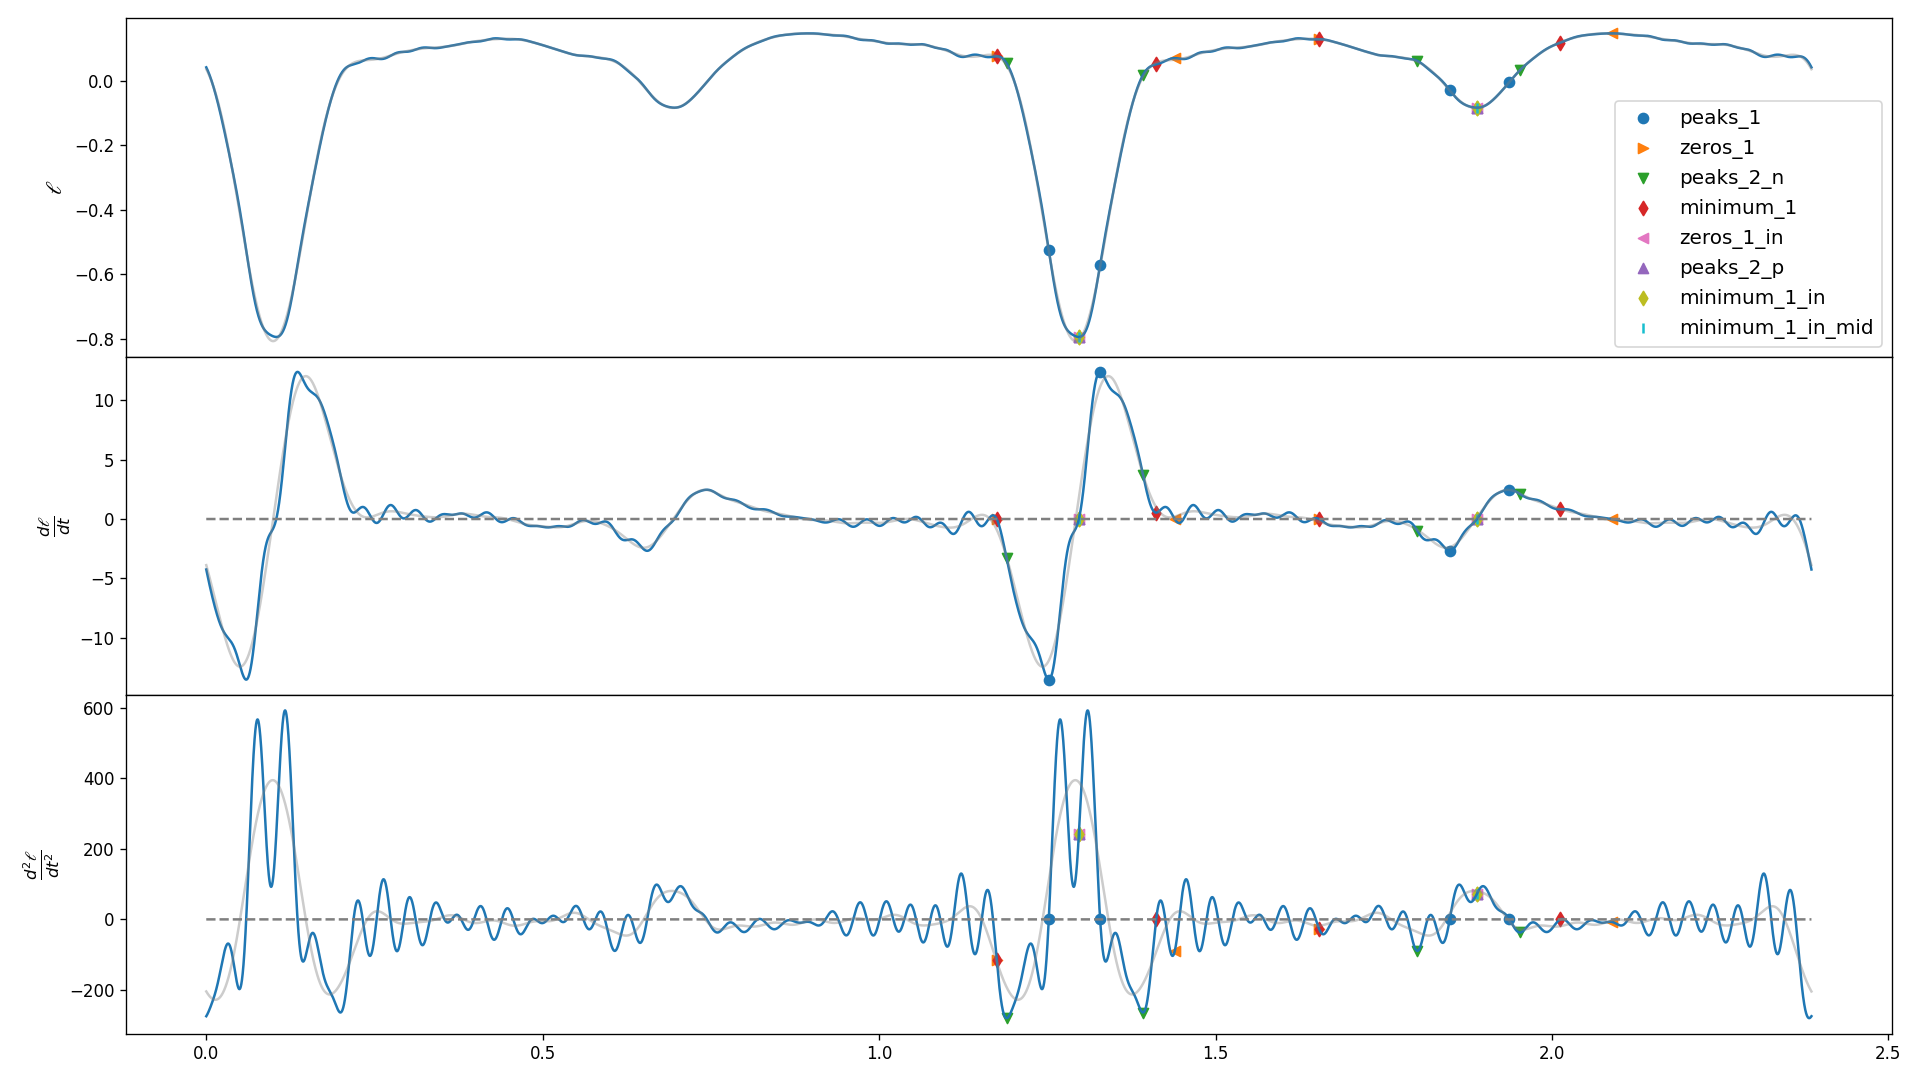 0.0
−0.2
−0.4
−0.6
−0.8
ℓ
peaks_1
zeros_1
peaks_2_n
minimum_1
zeros_1_in
peaks_2_p
minimum_1_in
minimum_1_in_mid
10
5
0
−5
−10
dℓ
dt
600
400
200
0
−200
d²ℓ
dt²
0.0 0.5 1.0 1.5 2.0 2.5